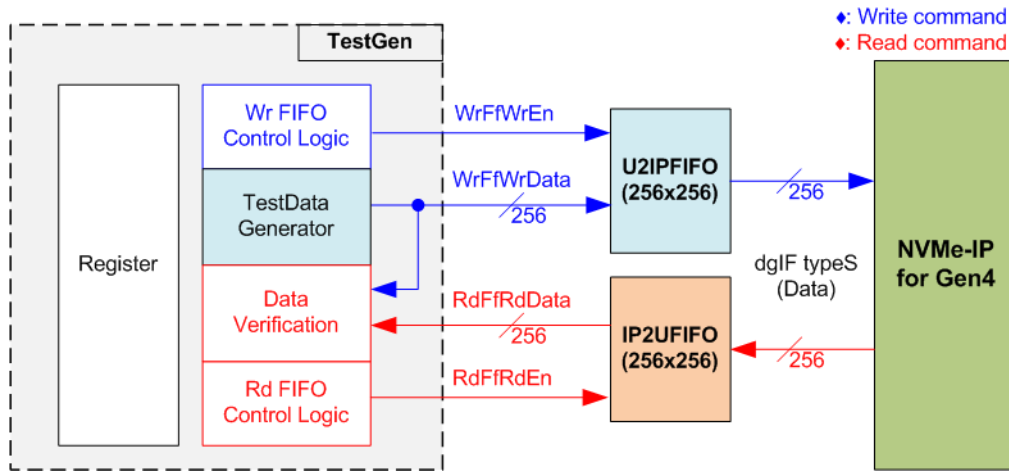 ♦: Write command
♦: Read command
TestGen
Register
Wr FIFO
Control Logic
TestData
Generator
Data
Verification
Rd FIFO
Control Logic
WrFfWrEn
WrFfWrData
256
RdFfRdData
256
RdFfRdEn
U2IPFIFO
(256x256)
IP2UFIFO
(256x256)
256
dgIF typeS
(Data)
256
NVMe-IP
for Gen4